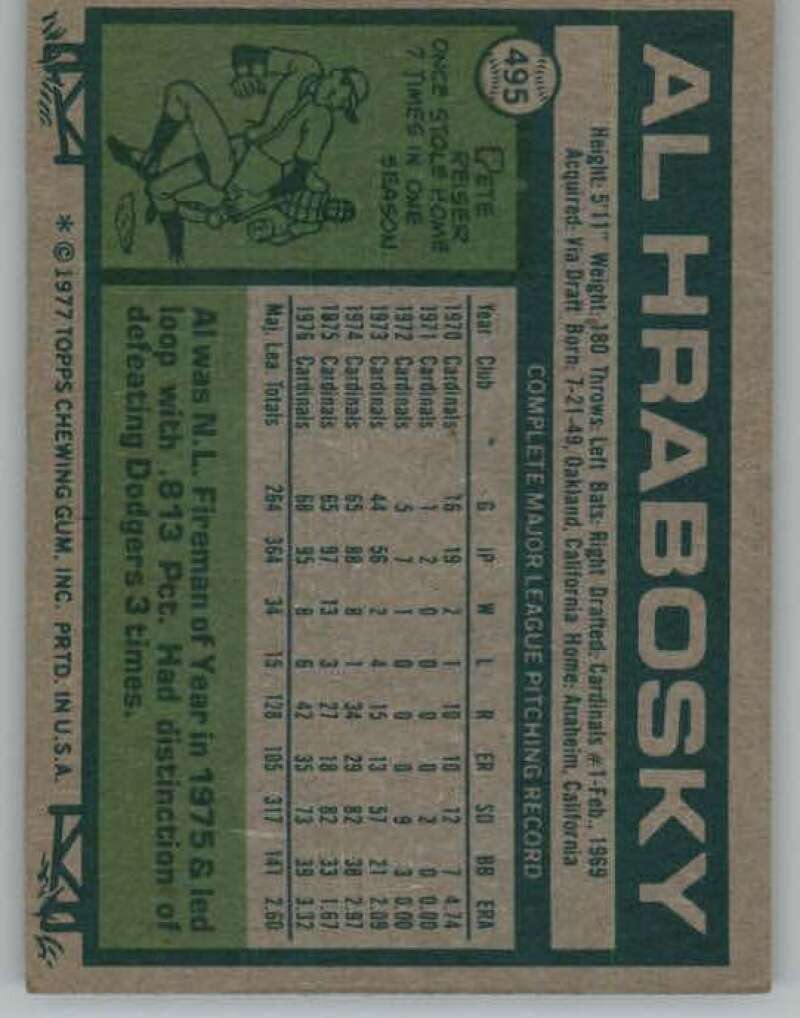 AL HRABOSKY
495
Height: 5'11" Weight: 180 Throws: Left Bats: Right Drafted: Cardinals #1-Feb., 1969
Acquired: Via Draft Born: 7-21-49, Oakland, California Home: Anaheim, California
COMPLETE MAJOR LEAGUE PITCHING RECORD
Year Club G IP W L R ER SO BB ERA
1970 Cardinals 16 19 2 1 10 10 12 7 4.74
1971 Cardinals 1 2 0 0 0 0 2 0 0.00
1972 Cardinals 5 7 1 0 0 0 9 3 0.00
1973 Cardinals 44 56 2 4 15 13 57 21 2.09
1974 Cardinals 65 88 8 1 34 29 82 38 2.97
1975 Cardinals 65 97 13 3 27 18 82 33 1.67
1976 Cardinals 68 95 8 6 42 35 73 39 3.32
Maj. Lea Totals 264 364 34 15 128 105 317 141 2.60
PETE
REISER
ONCE STOLE HOME
7 TIMES IN ONE
SEASON.
Al was N.L. Fireman of Year in 1975 & led
loop with .813 Pct. Had distinction of
defeating Dodgers 3 times.
* © 1977 TOPPS CHEWING GUM, INC. PRTD. IN U.S.A.